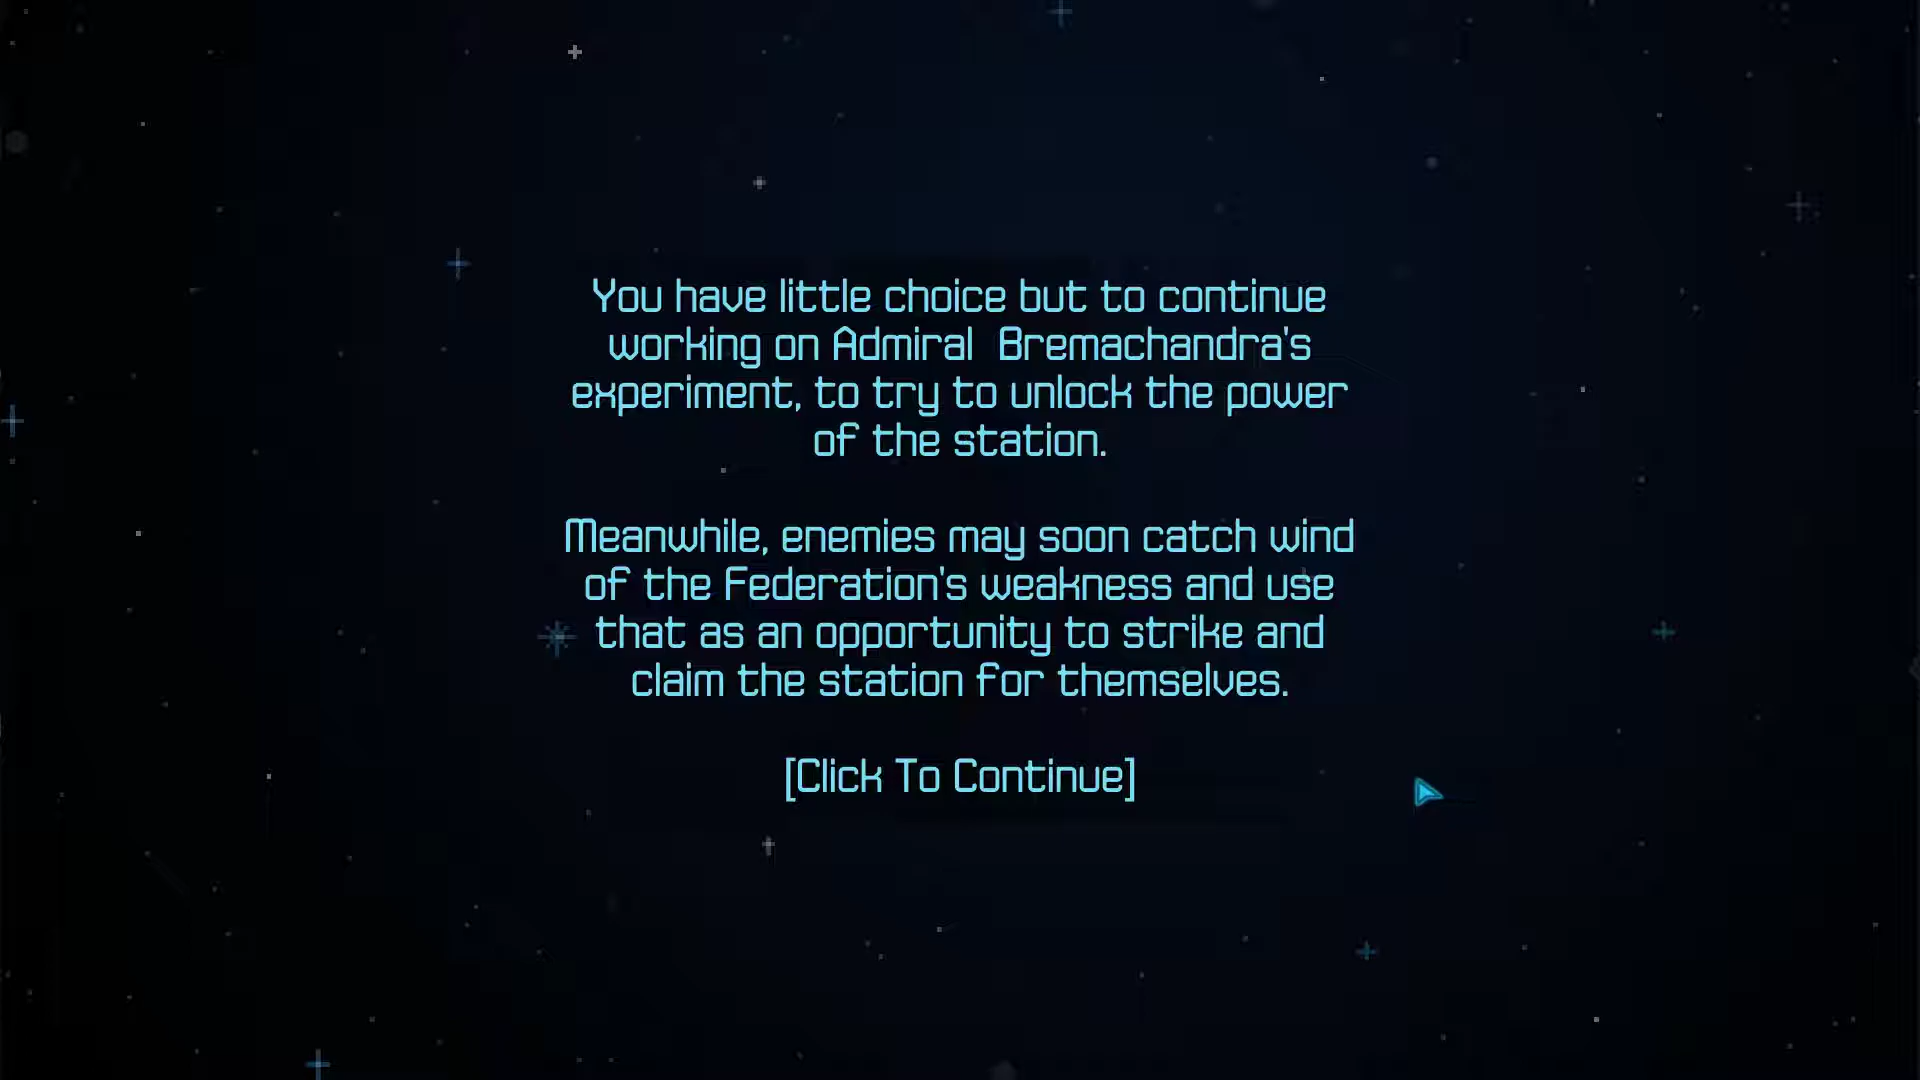 You have little choice but to continue
working on Admiral  Bremachandra's
experiment, to try to unlock the power
of the station.
Meanwhile, enemies may soon catch wind
of the Federation's weakness and use
that as an opportunity to strike and
claim the station for themselves.
[Click To Continue]